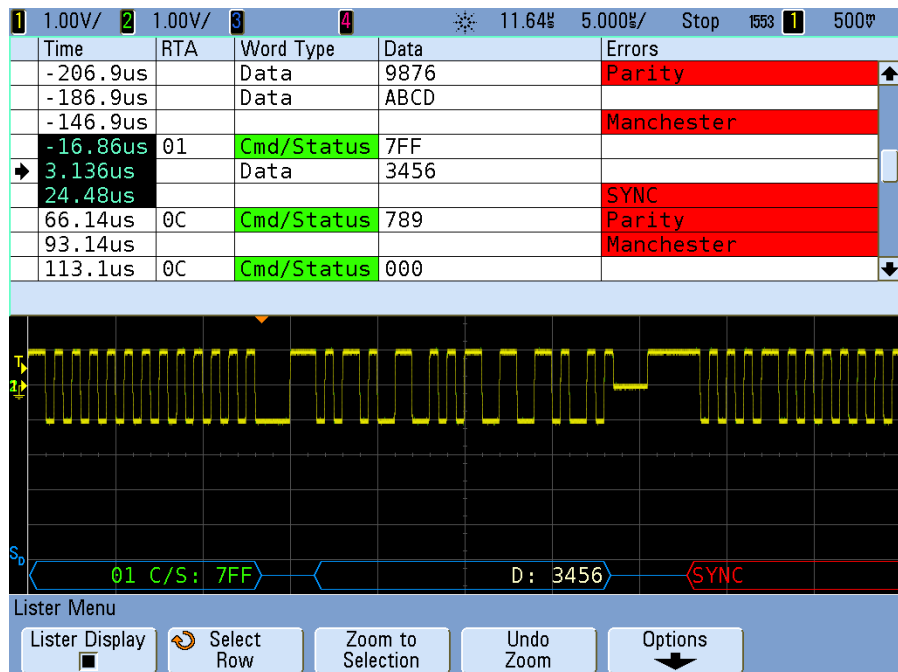 1 1.00V/ 2 1.00V/ 3 4 11.64µs 5.000µs/ Stop 1553 1 500mV
Time RTA Word Type Data Errors
-206.9us Data 9876 Parity
-186.9us Data ABCD
-146.9us Manchester
-16.86us 01 Cmd/Status 7FF
3.136us Data 3456
24.48us SYNC
66.14us 0C Cmd/Status 789 Parity
93.14us Manchester
113.1us 0C Cmd/Status 000
T
SD
01 C/S: 7FF D: 3456 SYNC
Lister Menu
Lister Display Select Row Zoom to Selection Undo Zoom Options